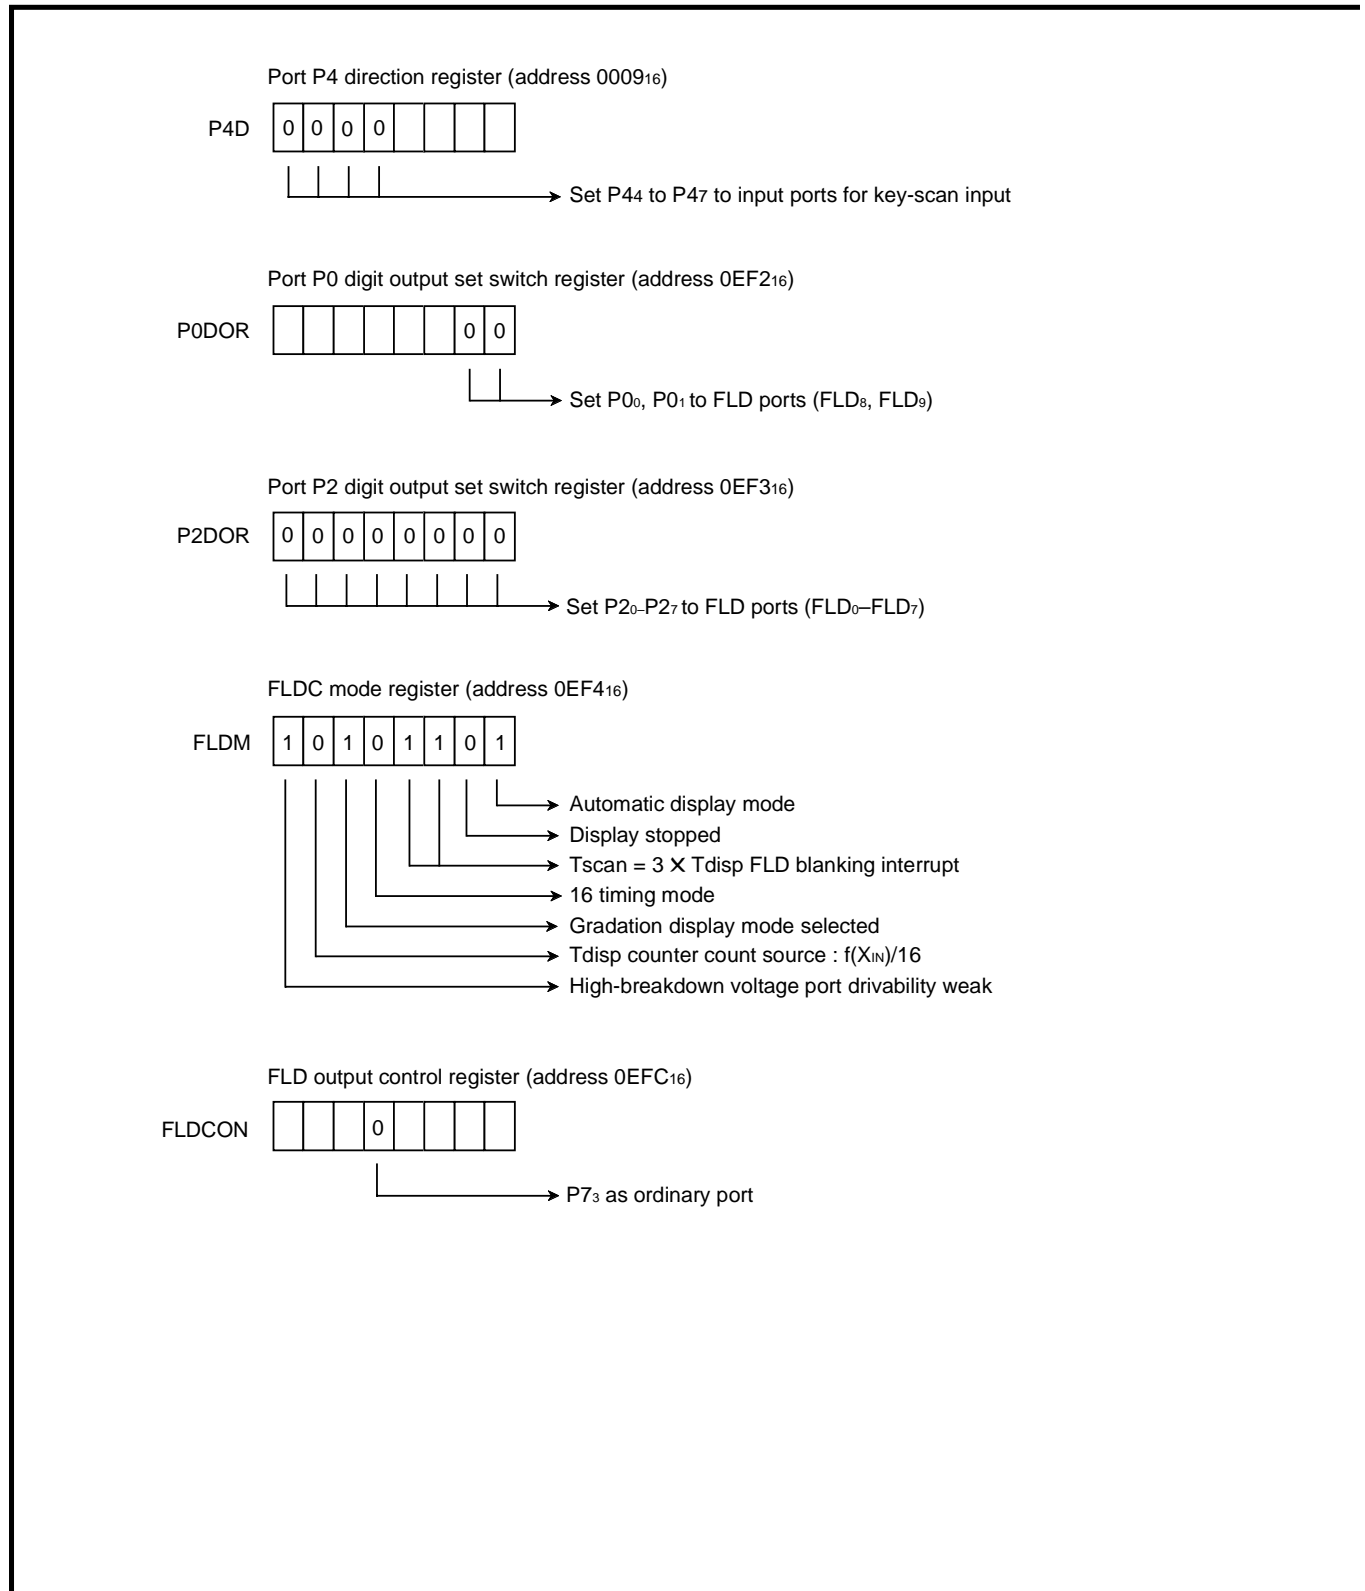 Port P4 direction register (address 0009₁₆)
P4D 0 0 0 0
Set P4₄ to P4₇ to input ports for key-scan input
Port P0 digit output set switch register (address 0EF2₁₆)
P0DOR 0 0
Set P0₀, P0₁ to FLD ports (FLD₈, FLD₉)
Port P2 digit output set switch register (address 0EF3₁₆)
P2DOR 0 0 0 0 0 0 0 0
Set P2₀–P2₇ to FLD ports (FLD₀–FLD₇)
FLDC mode register (address 0EF4₁₆)
FLDM 1 0 1 0 1 1 0 1
Automatic display mode
Display stopped
Tscan = 3 X Tdisp FLD blanking interrupt
16 timing mode
Gradation display mode selected
Tdisp counter count source : f(XIN)/16
High-breakdown voltage port drivability weak
FLD output control register (address 0EFC₁₆)
FLDCON 0
P7₃ as ordinary port